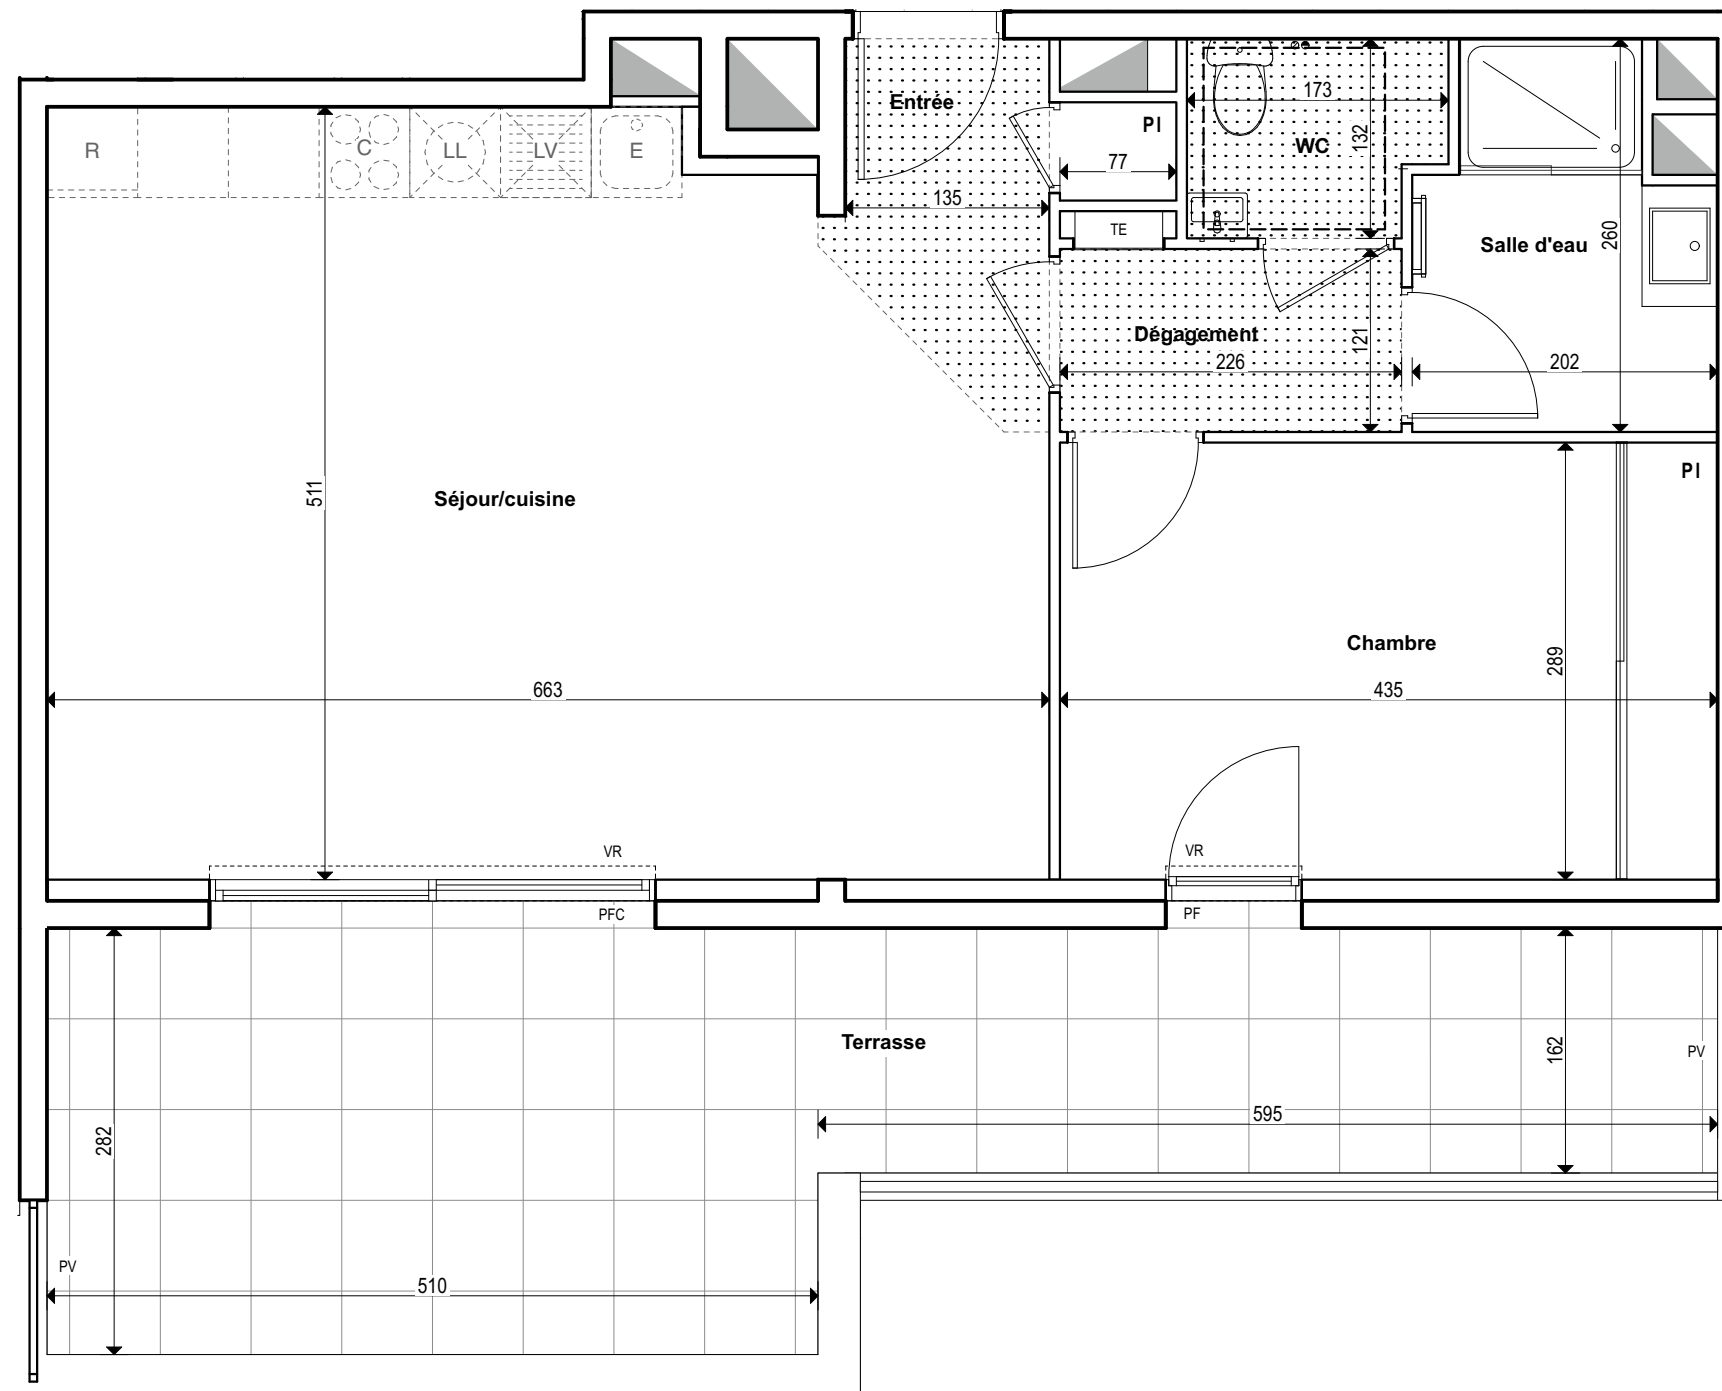 Entrée
173
PI
R
C
LL
LV
E
WC
132
77
135
TE
Salle d'eau
260
Dégagement
121
226
202
PI
511
Séjour/cuisine
Chambre
289
663
435
VR
VR
PFC
PF
Terrasse
162
PV
595
282
PV
510